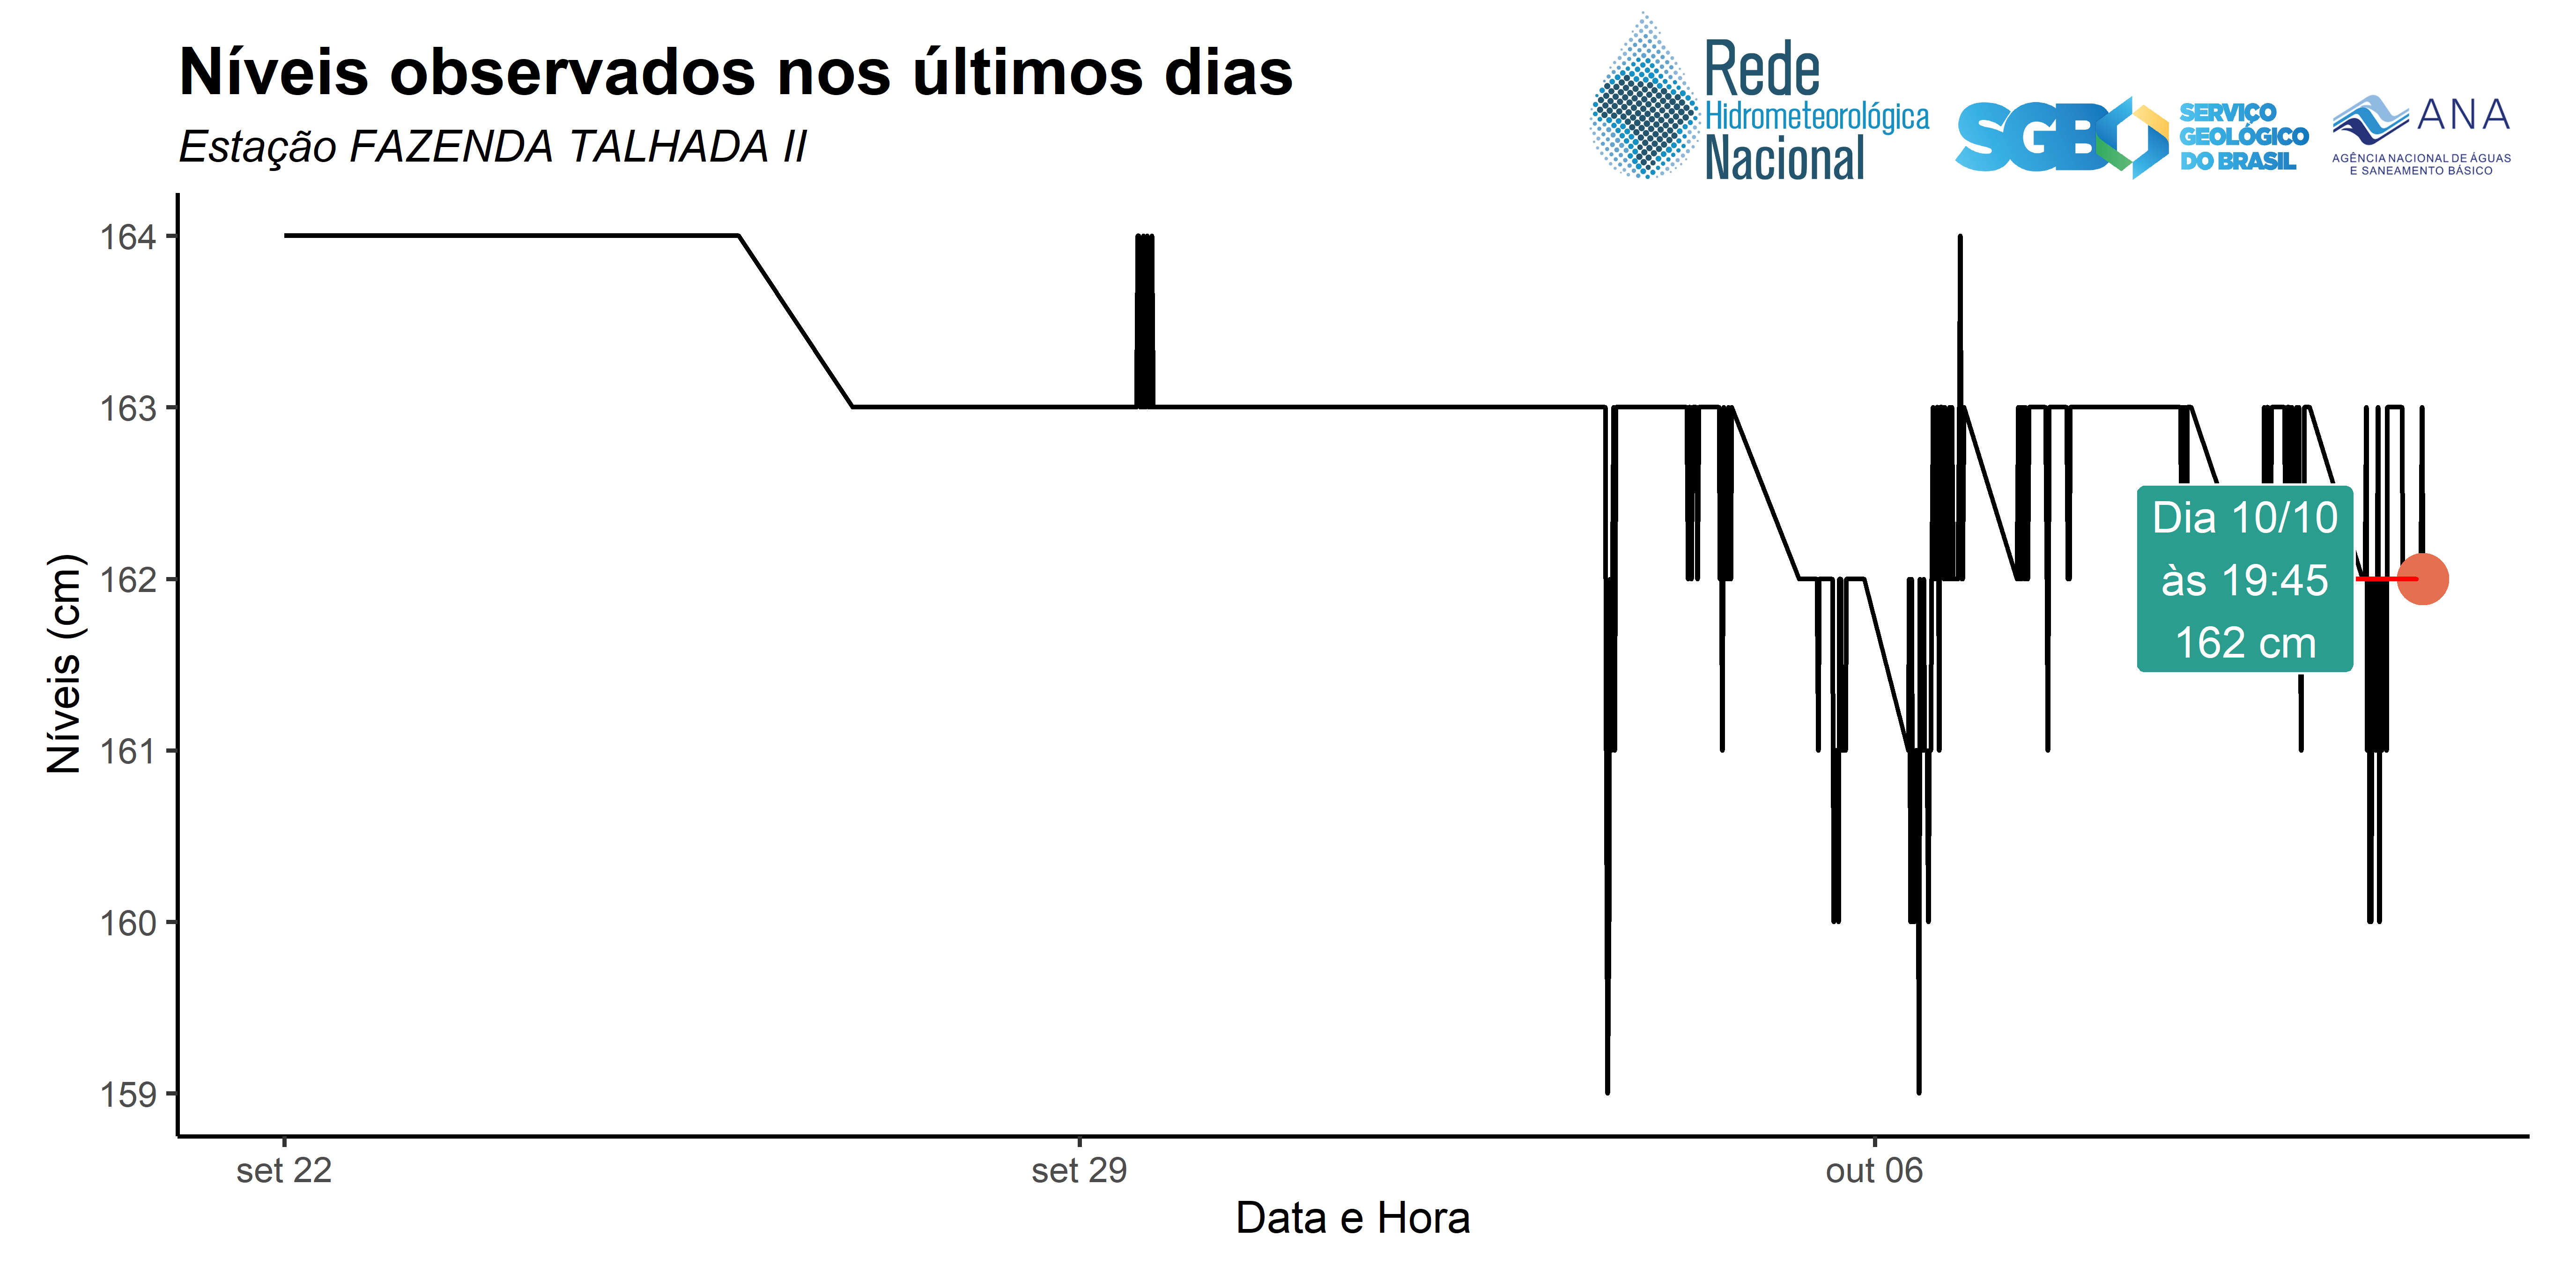 Níveis observados nos últimos dias
Estação FAZENDA TALHADA II
Rede
Hidrometeorológica
Nacional
SGB
SERVIÇO
GEOLÓGICO
DO BRASIL
ANA
AGÊNCIA NACIONAL DE ÁGUAS
E SANEAMENTO BÁSICO
Níveis (cm)
164
163
162
161
160
159
Dia 10/10
às 19:45
162 cm
set 22
set 29
out 06
Data e Hora